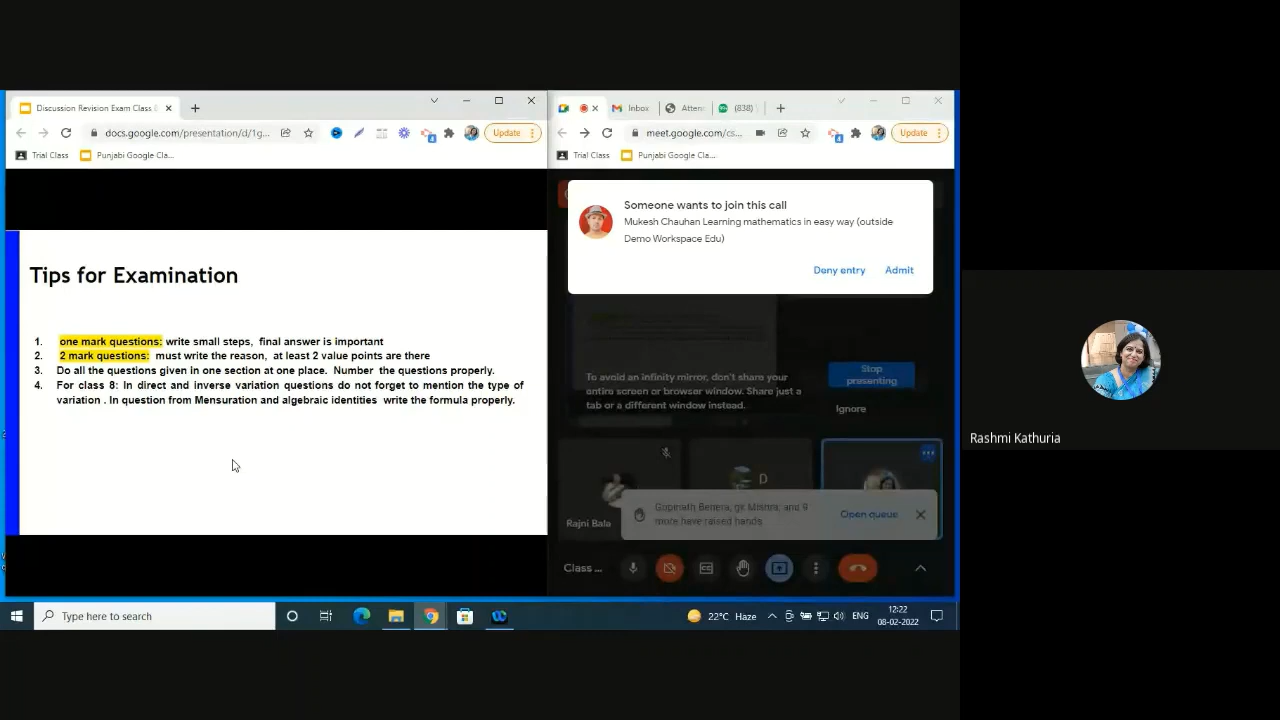 Discussion Revision Exam Class
docs.google.com/presentation/d/1g...
Update
Trial Class
Punjabi Google Cla...
Tips for Examination
1. one mark questions: write small steps, final answer is important
2. 2 mark questions: must write the reason, at least 2 value points are there
3. Do all the questions given in one section at one place. Number the questions properly.
4. For class 8: In direct and inverse variation questions do not forget to mention the type of
variation . In question from Mensuration and algebraic identities write the formula properly.
Inbox
Atten
(838)
meet.google.com/cs...
Update
Trial Class
Punjabi Google Cla...
Someone wants to join this call
Mukesh Chauhan Learning mathematics in easy way (outside
Demo Workspace Edu)
Deny entry
Admit
To avoid an infinity mirror, don't share your
entire screen or browser window. Share just a
tab or a different window instead.
Stop
presenting
Ignore
D
Rajni Bala
Gopinath Behera, gk Mishra, and 9
more have raised hands
Open queue
Class ...
Rashmi Kathuria
Type here to search
22°C Haze
ENG
12:22
08-02-2022